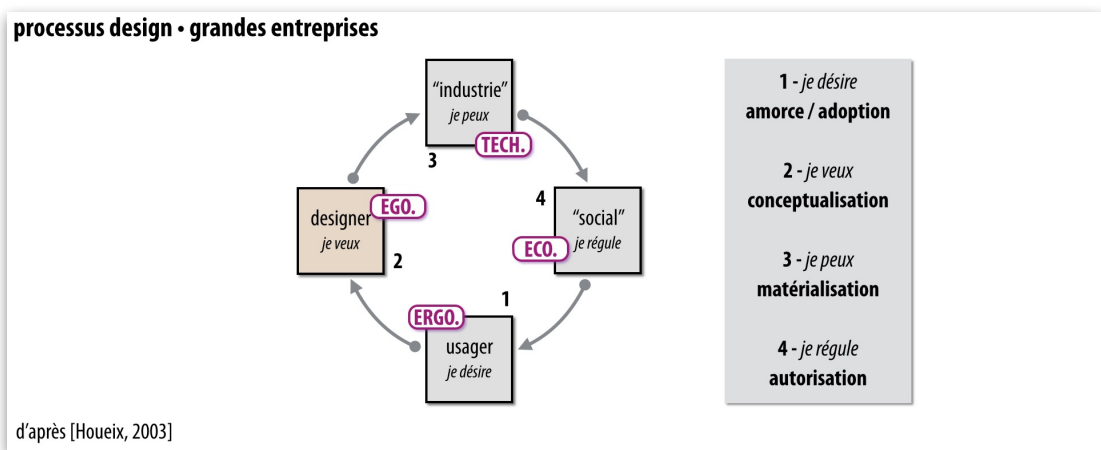 processus design • grandes entreprises
“industrie”
je peux
TECH.
3
designer
je veux
EGO.
2
4
“social”
je régule
ECO.
1
ERGO.
usager
je désire
1 - je désire
amorce / adoption
2 - je veux
conceptualisation
3 - je peux
matérialisation
4 - je régule
autorisation
d’après [Houeix, 2003]